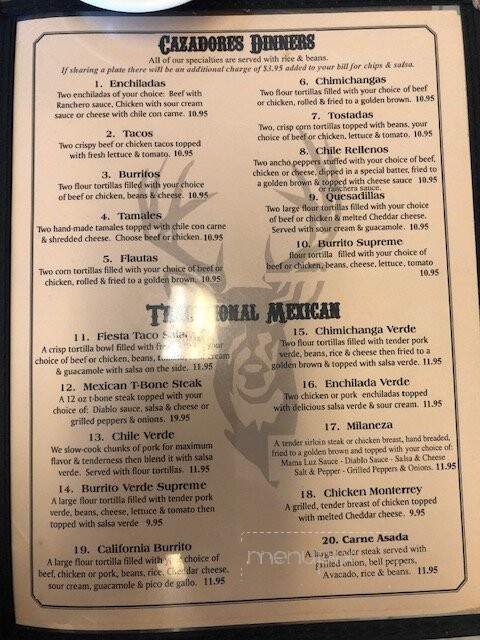 CAZADORES DINNERS
All of our specialties are served with rice & beans.
If sharing a plate there will be an additional charge of $3.95 added to your bill for chips & salsa.
1. Enchiladas
Two enchiladas of your choice: Beef with
Ranchero sauce, Chicken with sour cream
sauce or cheese with chile con carne. 10.95
2. Tacos
Two crispy beef or chicken tacos topped
with fresh lettuce & tomato. 10.95
3. Burritos
Two flour tortillas filled with your choice
of beef or chicken, beans & cheese. 10.95
4. Tamales
Two hand-made tamales topped with chile con carne
& shredded cheese. Choose beef or chicken. 10.95
5. Flautas
Two corn tortillas filled with your choice of beef or
chicken, rolled & fried to a golden brown. 10.95
6. Chimichangas
Two flour tortillas filled with your choice of beef
or chicken, rolled & fried to a golden brown. 10.95
7. Tostadas
Two, crisp corn tortillas topped with beans, your
choice of beef or chicken, lettuce & tomato. 10.95
8. Chile Rellenos
Two ancho peppers stuffed with your choice of beef,
chicken or cheese, dipped in a special batter, fried to
a golden brown & topped with cheese sauce 10.95
or ranchera sauce.
9. Quesadillas
Two large flour tortillas filled with your choice
of beef or chicken & melted Cheddar cheese.
Served with sour cream & guacamole. 10.95
10. Burrito Supreme
flour tortilla filled with your choice of
beef or chicken, beans, cheese, lettuce, tomato
10.95
MEXICAN
11. Fiesta Taco
A crisp tortilla bowl filled with your
choice of beef or chicken, beans, cream
& guacamole with salsa on the side. 11.95
12. Mexican T-Bone Steak
A 12 oz t-bone steak topped with your
choice of: Diablo sauce, salsa & cheese or
grilled peppers & onions. 19.95
13. Chile Verde
We slow-cook chunks of pork for maximum
flavor & tenderness then blend it with salsa
verde. Served with flour tortillas. 11.95
14. Burrito Verde Supreme
A large flour tortilla filled with tender pork
verde, beans, cheese, lettuce & tomato then
topped with salsa verde 9.95
19. California Burrito
A large flour tortilla filled with your choice of
beef, chicken or pork, beans, rice, Cheddar cheese,
sour cream, guacamole & pico de gallo. 11.95
15. Chimichanga Verde
Two flour tortillas filled with tender pork
verde, beans, rice & cheese then fried to a
golden brown & topped with salsa verde. 11.95
16. Enchilada Verde
Two chicken or pork enchiladas topped
with delicious salsa verde & sour cream. 11.95
17. Milaneza
A tender sirloin steak or chicken breast, hand breaded,
fried to golden brown and topped with your choice of:
Mama Luz Sauce - Diablo Sauce - Salsa & Cheese
Salt & Pepper - Grilled Peppers & Onions. 11.95
18. Chicken Monterrey
A grilled, tender breast of chicken topped
with melted Cheddar cheese. 9.95
20. Carne Asada
A huge tender steak served with
grilled onion, bell peppers,
Avacado, rice & beans. 11.95